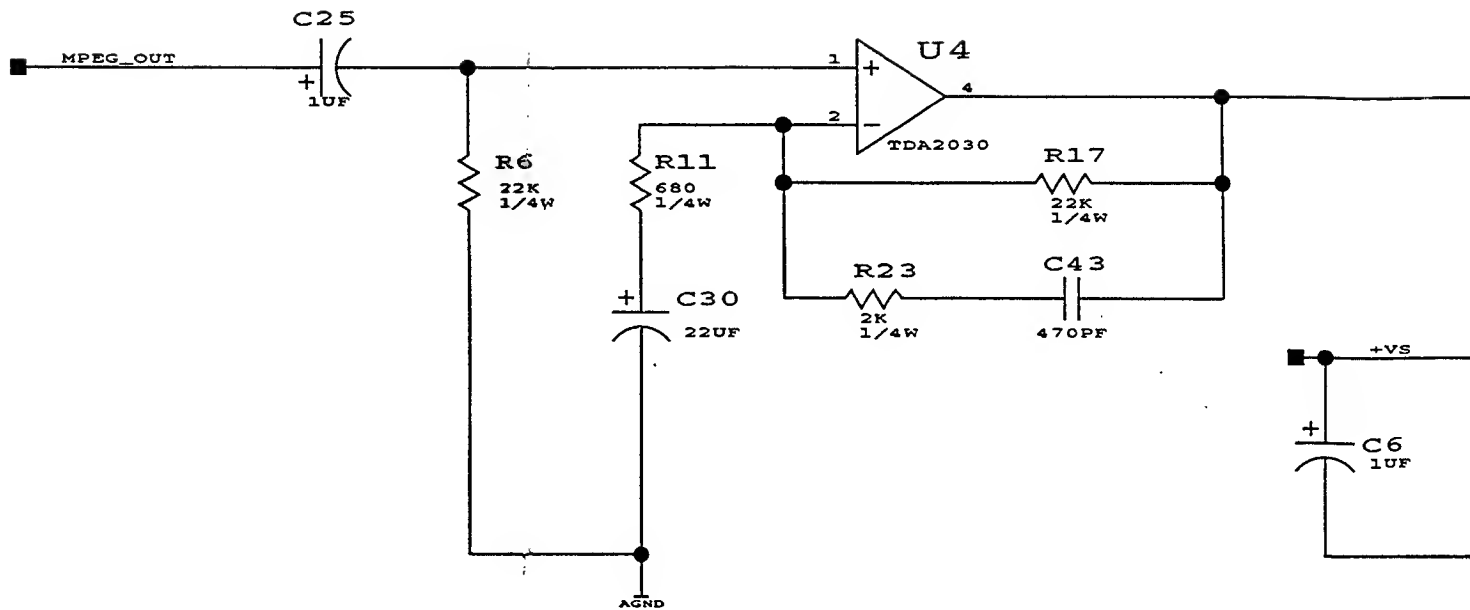 C25
MPEG_OUT
+
1UF
U4
1
+
2
−
4
TDA2030
R6
22K
1/4W
R11
680
1/4W
R17
22K
1/4W
R23
2K
1/4W
C43
470PF
+
C30
22UF
+VS
+
C6
1UF
AGND